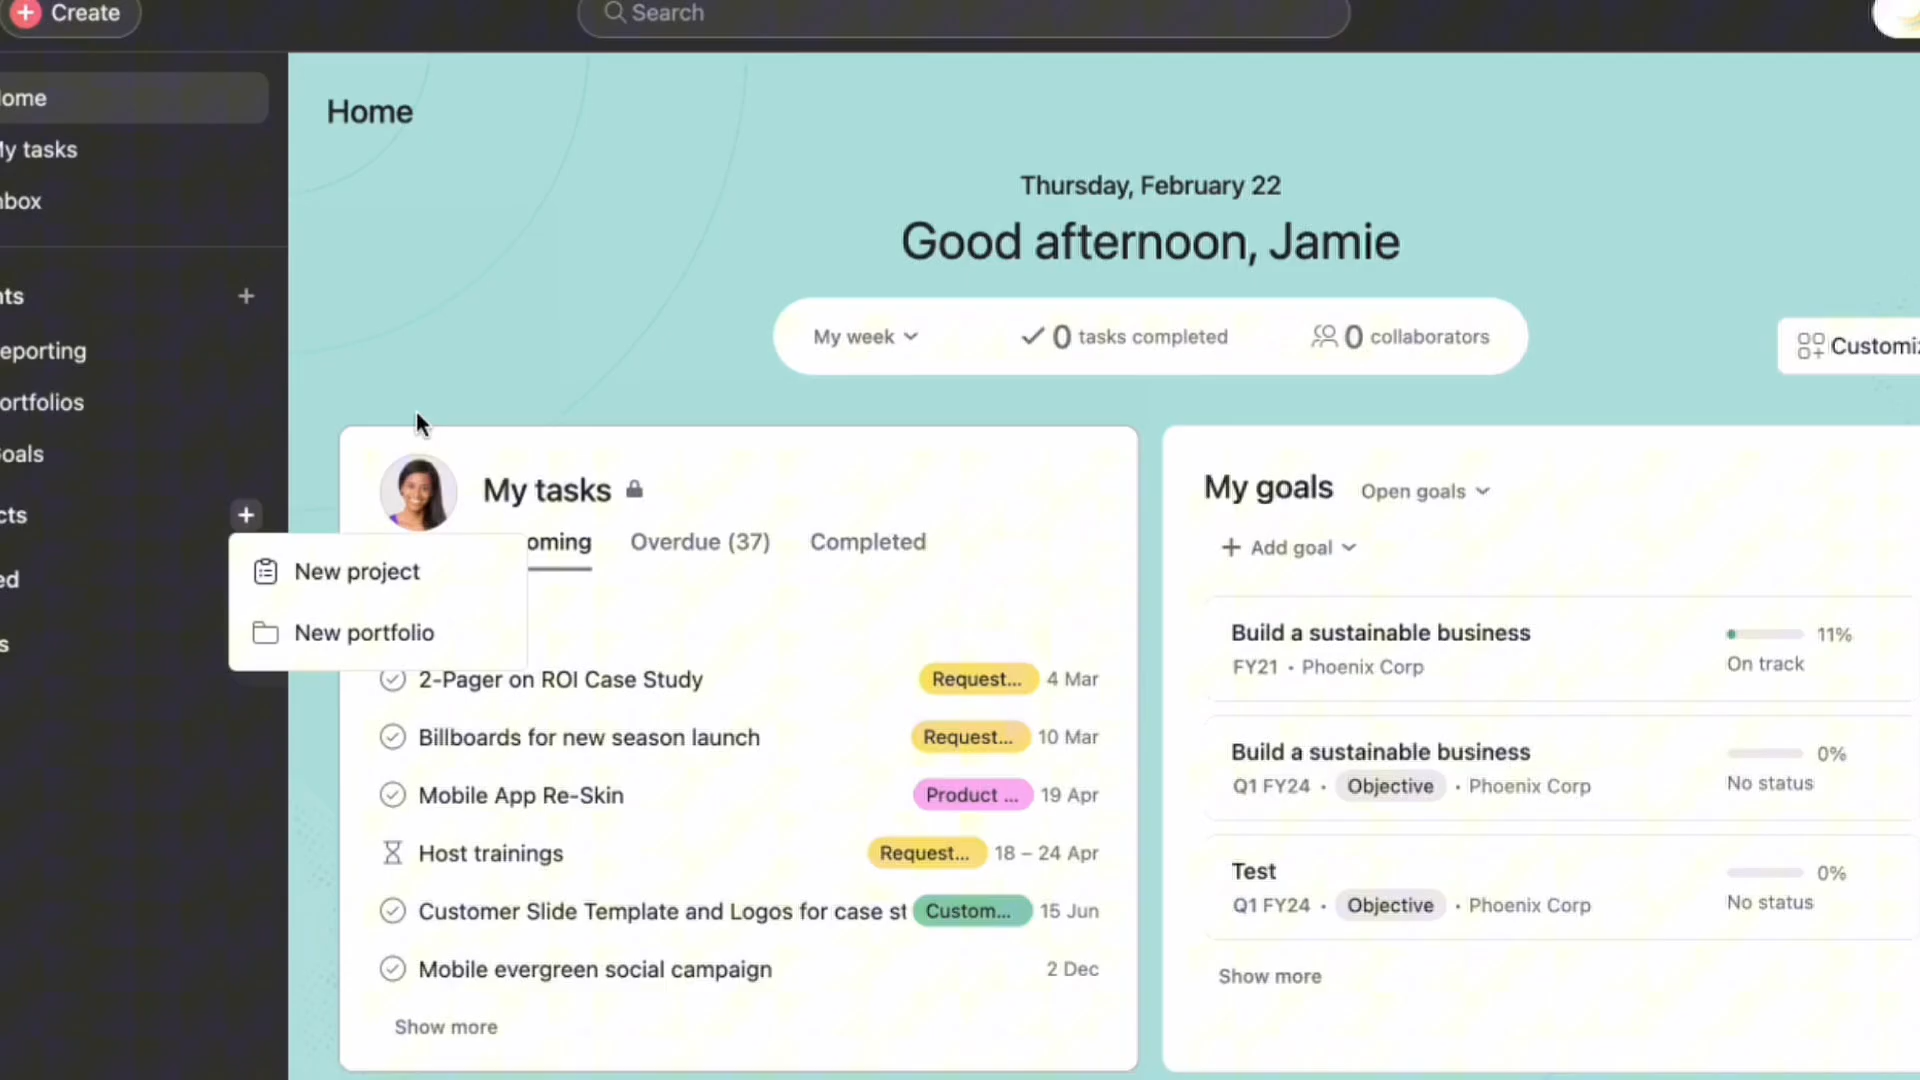 Create
Search
ome
My tasks
nbox
nts
+
eporting
ortfolios
oals
cts
+
ed
s
Home
Thursday, February 22
Good afternoon, Jamie
My week
0 tasks completed
0 collaborators
Customiz
My tasks
oming
Overdue (37)
Completed
New project
New portfolio
2-Pager on ROI Case Study
Request...
4 Mar
Billboards for new season launch
Request...
10 Mar
Mobile App Re-Skin
Product ...
19 Apr
Host trainings
Request...
18 – 24 Apr
Customer Slide Template and Logos for case st
Custom...
15 Jun
Mobile evergreen social campaign
2 Dec
Show more
My goals
Open goals
+ Add goal
Build a sustainable business
11%
FY21 • Phoenix Corp
On track
Build a sustainable business
0%
Q1 FY24 • Objective • Phoenix Corp
No status
Test
0%
Q1 FY24 • Objective • Phoenix Corp
No status
Show more